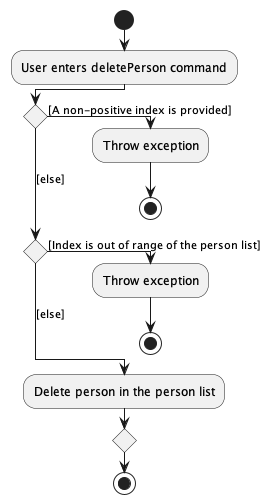 User enters deletePerson command
[A non-positive index is provided]
Throw exception
[else]
[Index is out of range of the person list]
Throw exception
[else]
Delete person in the person list